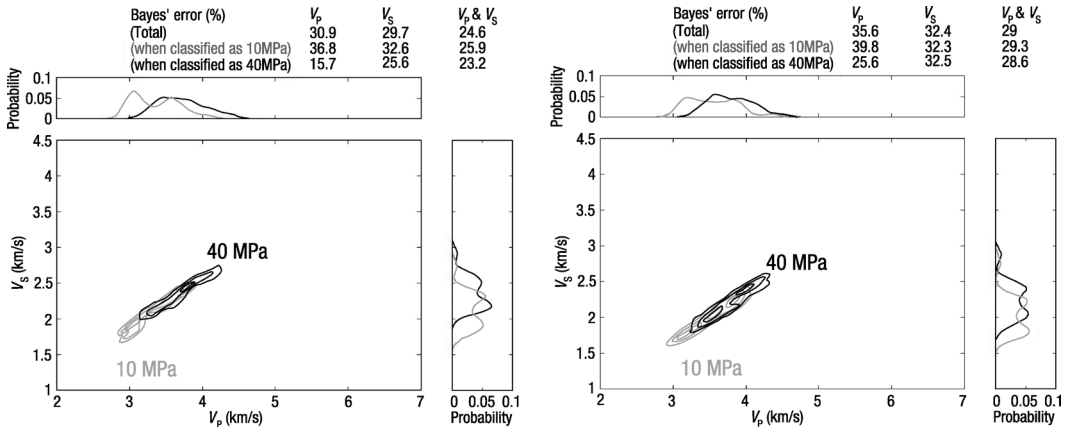 Bayes' error (%) V_P V_S V_P & V_S
(Total) 30.9 29.7 24.6
(when classified as 10MPa) 36.8 32.6 25.9
(when classified as 40MPa) 15.7 25.6 23.2
Probability
0.1
0.05
0
4.5
4
3.5
3
2.5
2
1.5
1
V_S (km/s)
40 MPa
10 MPa
2 3 4 5 6 7
V_P (km/s)
0 0.05 0.1
Probability
Bayes' error (%) V_P V_S V_P & V_S
(Total) 35.6 32.4 29
(when classified as 10MPa) 39.8 32.3 29.3
(when classified as 40MPa) 25.6 32.5 28.6
Probability
0.1
0.05
0
4.5
4
3.5
3
2.5
2
1.5
1
V_S (km/s)
40 MPa
10 MPa
2 3 4 5 6 7
V_P (km/s)
0 0.05 0.1
Probability